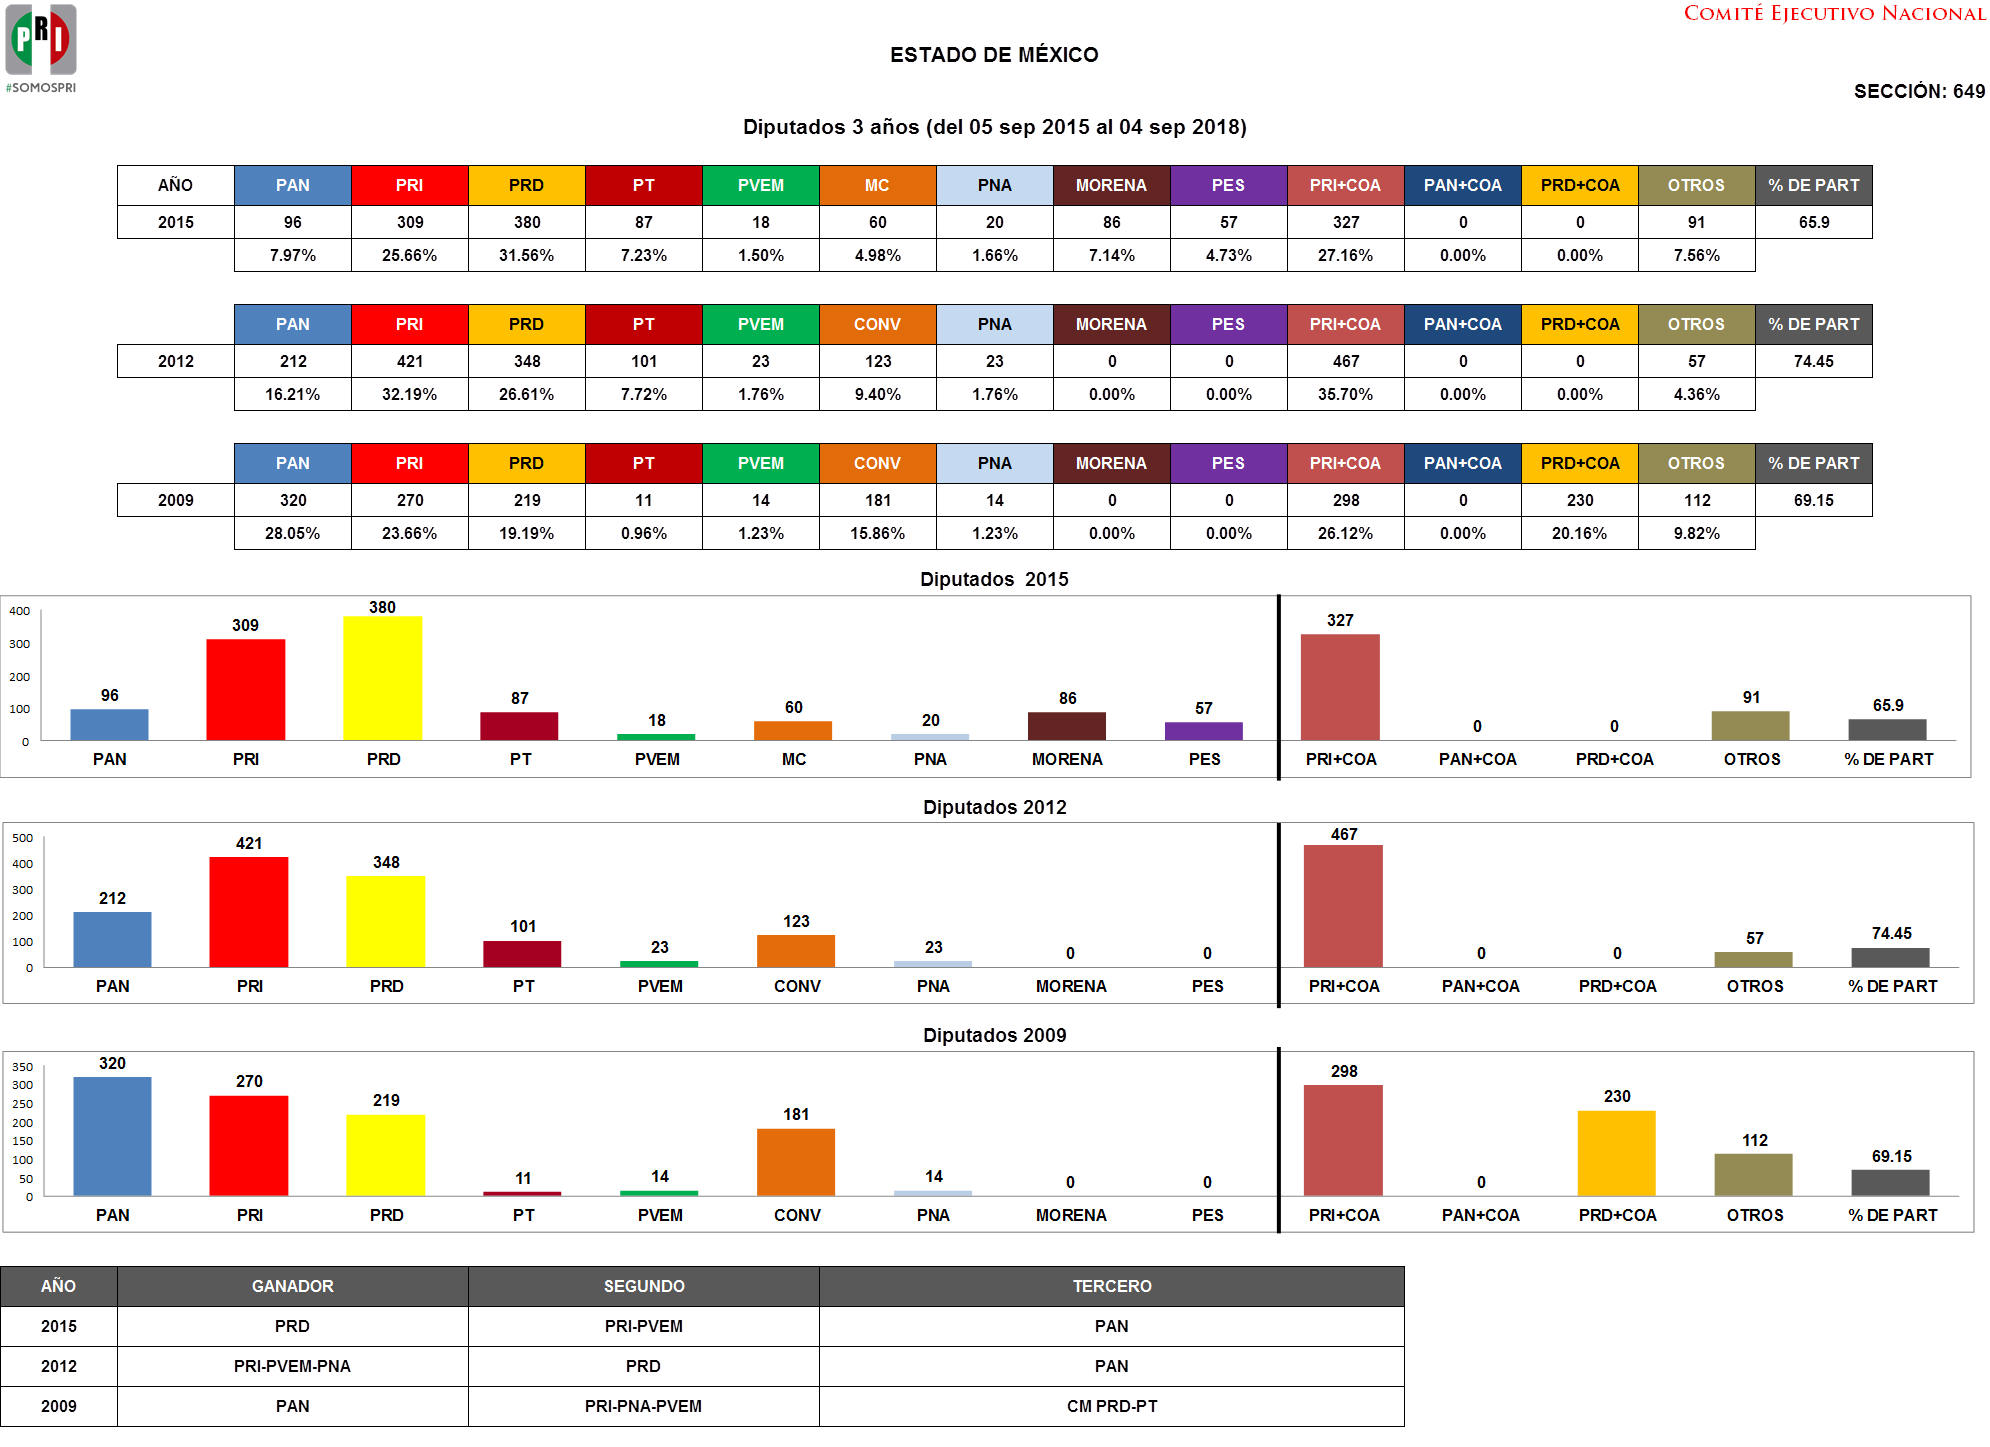 PRI
#SOMOSPRI
COMITÉ EJECUTIVO NACIONAL
ESTADO DE MÉXICO
SECCIÓN: 649
Diputados 3 años (del 05 sep 2015 al 04 sep 2018)
AÑO PAN PRI PRD PT PVEM MC PNA MORENA PES PRI+COA PAN+COA PRD+COA OTROS % DE PART
2015 96 309 380 87 18 60 20 86 57 327 0 0 91 65.9
7.97% 25.66% 31.56% 7.23% 1.50% 4.98% 1.66% 7.14% 4.73% 27.16% 0.00% 0.00% 7.56%
PAN PRI PRD PT PVEM CONV PNA MORENA PES PRI+COA PAN+COA PRD+COA OTROS % DE PART
2012 212 421 348 101 23 123 23 0 0 467 0 0 57 74.45
16.21% 32.19% 26.61% 7.72% 1.76% 9.40% 1.76% 0.00% 0.00% 35.70% 0.00% 0.00% 4.36%
PAN PRI PRD PT PVEM CONV PNA MORENA PES PRI+COA PAN+COA PRD+COA OTROS % DE PART
2009 320 270 219 11 14 181 14 0 0 298 0 230 112 69.15
28.05% 23.66% 19.19% 0.96% 1.23% 15.86% 1.23% 0.00% 0.00% 26.12% 0.00% 20.16% 9.82%
Diputados 2015
400
300
200
100
0
96 309 380 87 18 60 20 86 57 327 0 0 91 65.9
PAN PRI PRD PT PVEM MC PNA MORENA PES PRI+COA PAN+COA PRD+COA OTROS % DE PART
Diputados 2012
500
400
300
200
100
0
212 421 348 101 23 123 23 0 0 467 0 0 57 74.45
PAN PRI PRD PT PVEM CONV PNA MORENA PES PRI+COA PAN+COA PRD+COA OTROS % DE PART
Diputados 2009
350
300
250
200
150
100
50
0
320 270 219 11 14 181 14 0 0 298 0 230 112 69.15
PAN PRI PRD PT PVEM CONV PNA MORENA PES PRI+COA PAN+COA PRD+COA OTROS % DE PART
AÑO GANADOR SEGUNDO TERCERO
2015 PRD PRI-PVEM PAN
2012 PRI-PVEM-PNA PRD PAN
2009 PAN PRI-PNA-PVEM CM PRD-PT